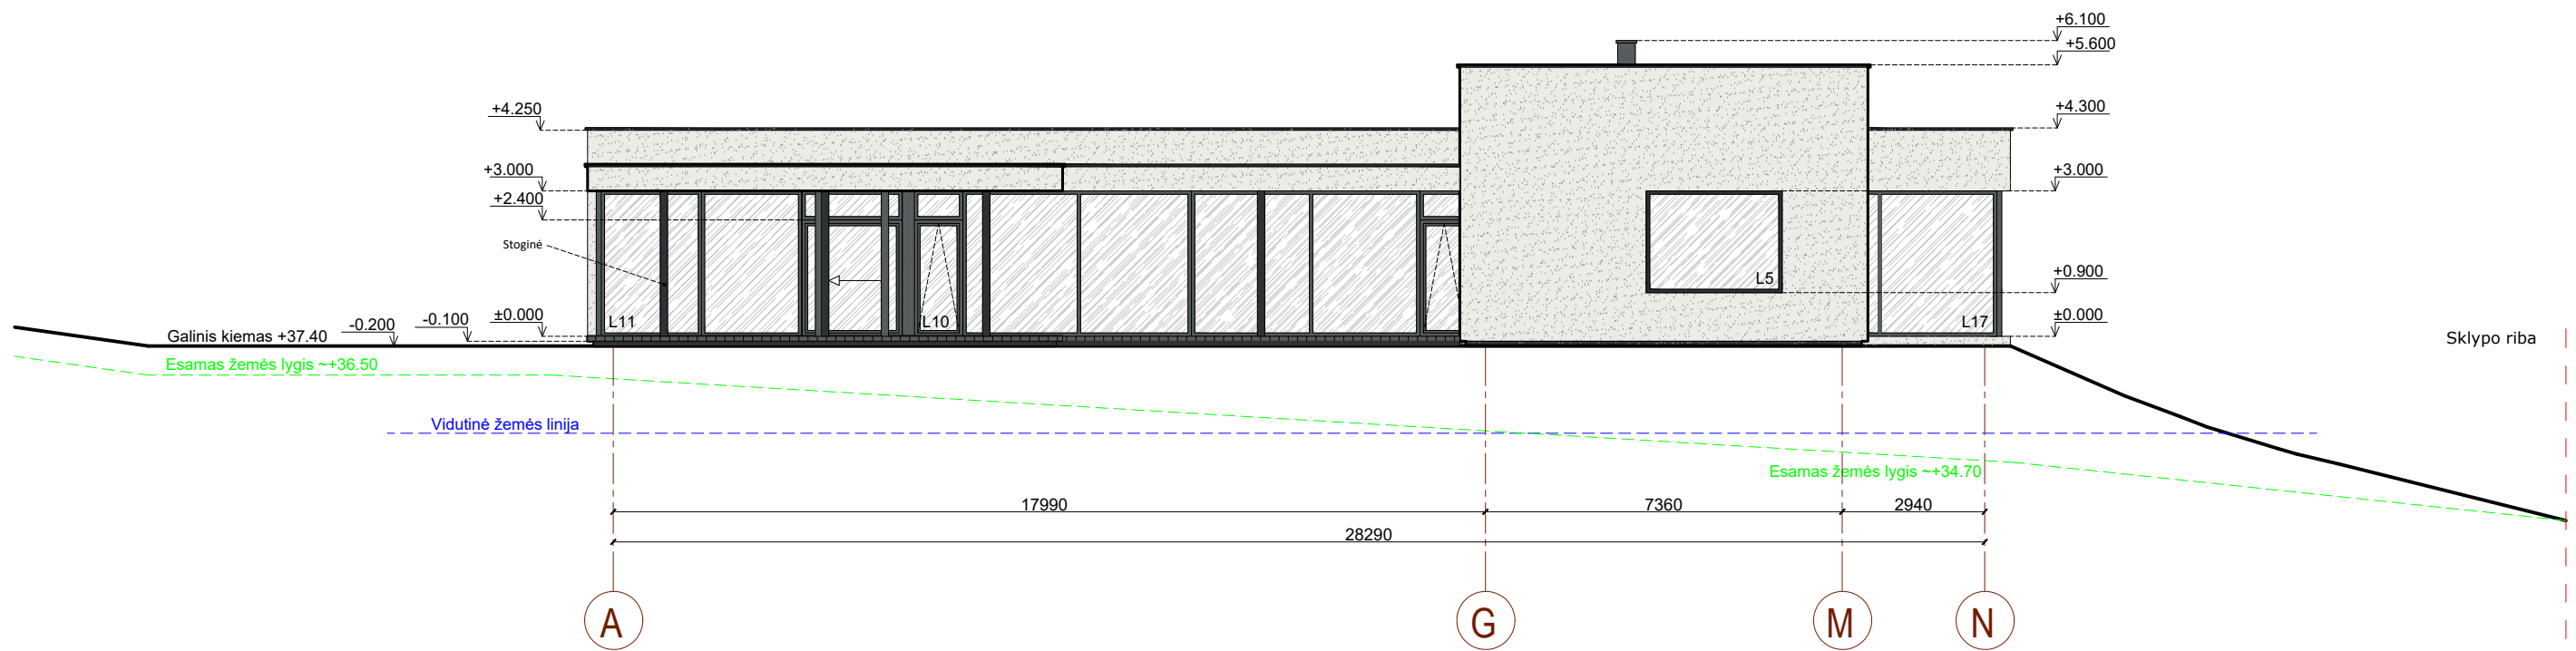 +6.100
+5.600
+4.250
+4.300
+3.000
+3.000
+2.400
Stoginė
L5
+0.900
±0.000
-0.100
-0.200
±0.000
L11
L10
L17
Galinis kiemas +37.40
Sklypo riba
Esamas žemės lygis ~+36.50
Vidutinė žemės linija
Esamas žemės lygis ~+34.70
17990
7360
2940
28290
A
G
M
N